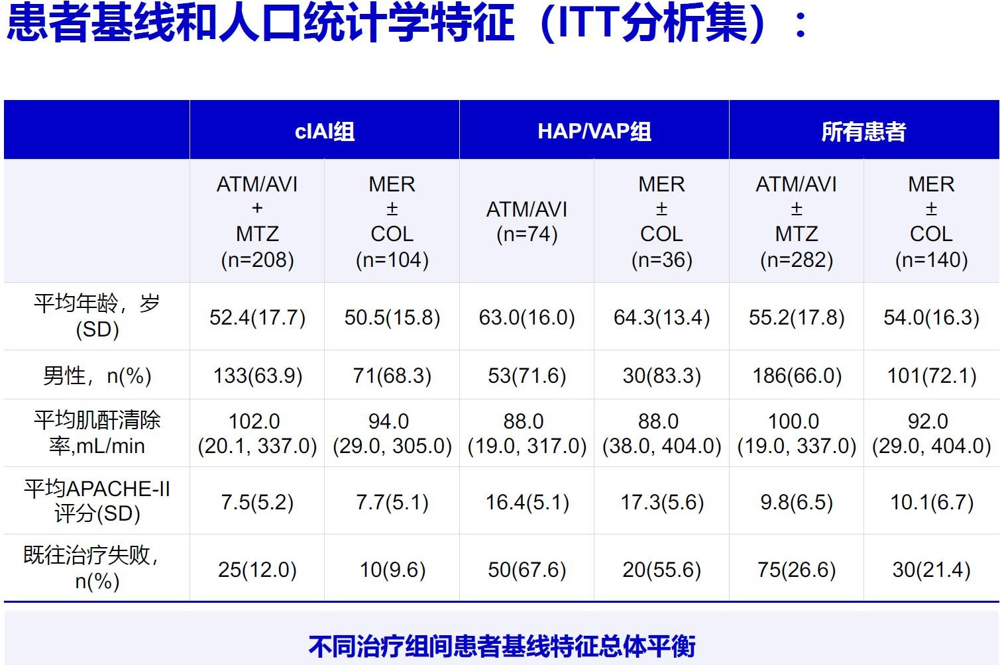 患者基线和人口统计学特征（ITT分析集）:
cIAI组 HAP/VAP组 所有患者
ATM/AVI
+
MTZ
(n=208)
MER
±
COL
(n=104)
ATM/AVI
(n=74)
MER
±
COL
(n=36)
ATM/AVI
±
MTZ
(n=282)
MER
±
COL
(n=140)
平均年龄，岁
(SD)
52.4(17.7) 50.5(15.8) 63.0(16.0) 64.3(13.4) 55.2(17.8) 54.0(16.3)
男性，n(%) 133(63.9) 71(68.3) 53(71.6) 30(83.3) 186(66.0) 101(72.1)
平均肌酐清除
率,mL/min
102.0
(20.1, 337.0)
94.0
(29.0, 305.0)
88.0
(19.0, 317.0)
88.0
(38.0, 404.0)
100.0
(19.0, 337.0)
92.0
(29.0, 404.0)
平均APACHE-II
评分(SD)
7.5(5.2) 7.7(5.1) 16.4(5.1) 17.3(5.6) 9.8(6.5) 10.1(6.7)
既往治疗失败，
n(%)
25(12.0) 10(9.6) 50(67.6) 20(55.6) 75(26.6) 30(21.4)
不同治疗组间患者基线特征总体平衡